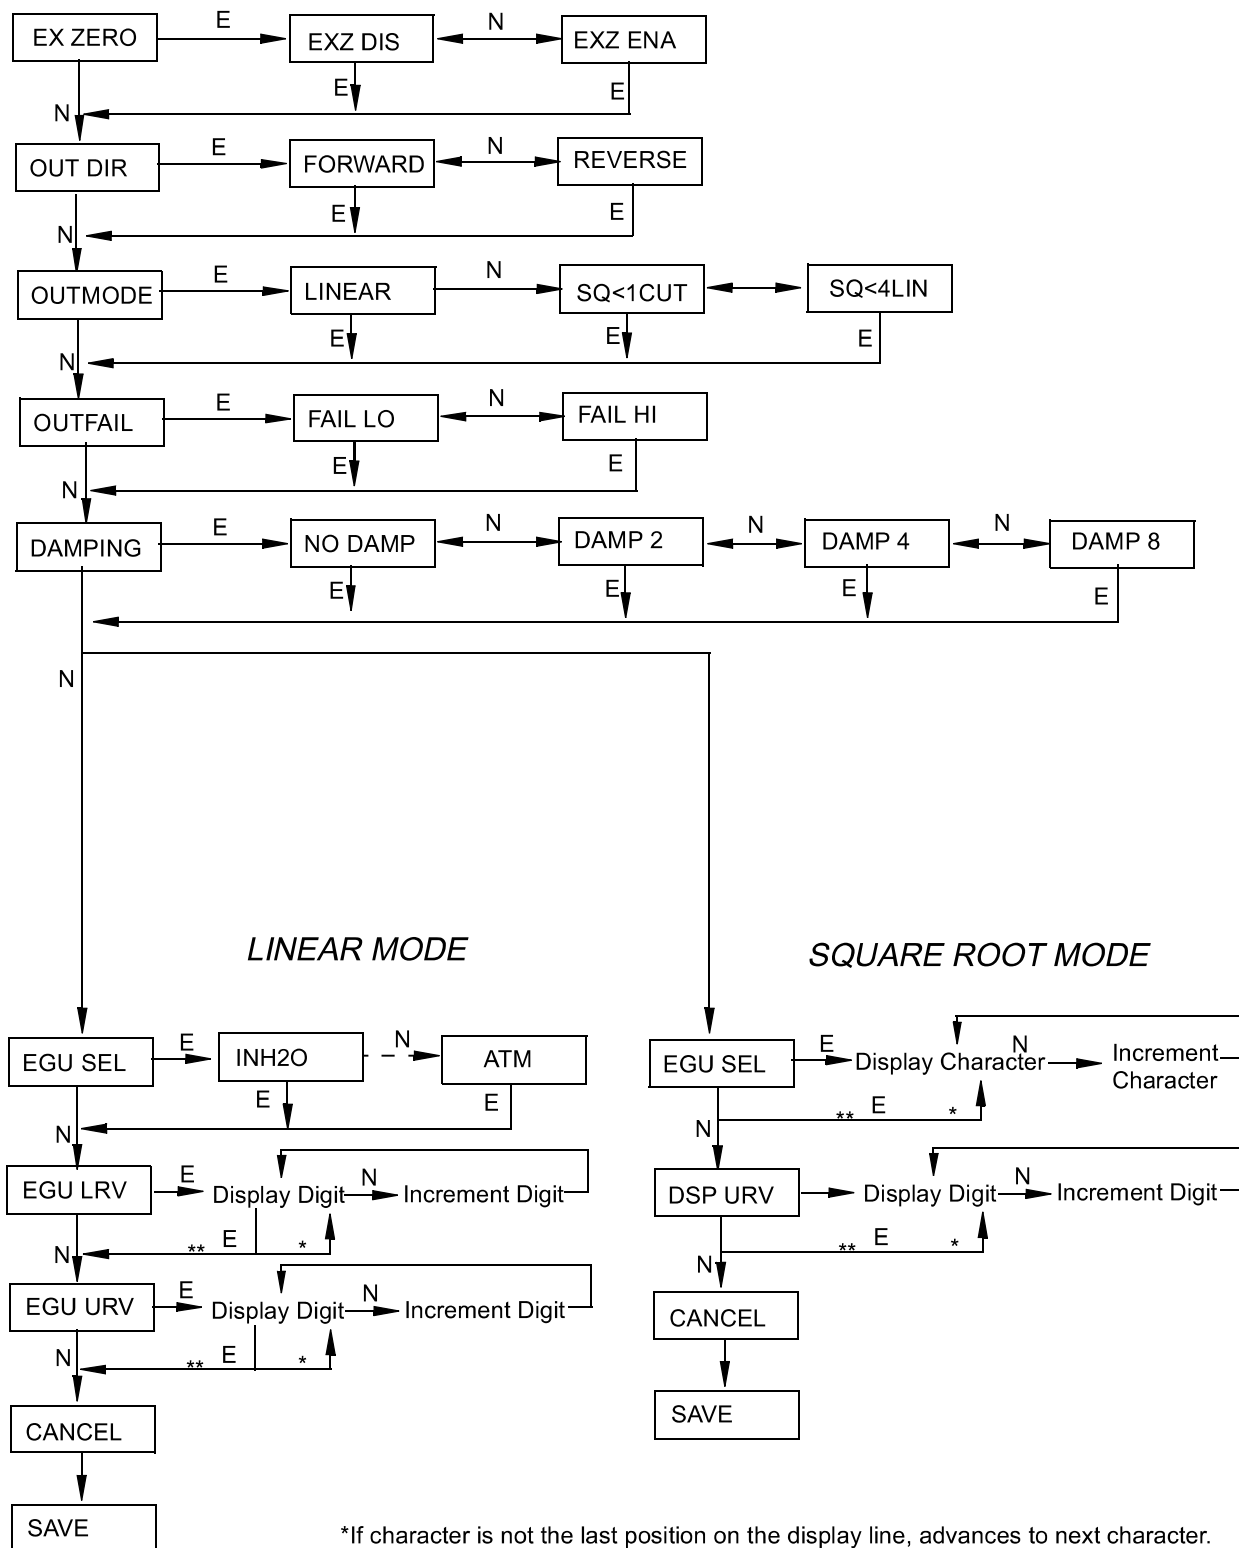 EX ZERO E EXZ DIS N EXZ ENA
N E E
OUT DIR E FORWARD N REVERSE
N E E
OUTMODE E LINEAR N SQ<1CUT SQ<4LIN
N E E E
OUTFAIL E FAIL LO N FAIL HI
N E E
DAMPING E NO DAMP N DAMP 2 N DAMP 4 N DAMP 8
E E E E
N
LINEAR MODE
EGU SEL E INH2O N ATM
N E E
EGU LRV E Display Digit N Increment Digit
N ** E *
EGU URV E Display Digit N Increment Digit
N ** E *
CANCEL
SAVE
SQUARE ROOT MODE
EGU SEL E Display Character N Increment
Character
N ** E *
DSP URV Display Digit N Increment Digit
N ** E *
CANCEL
SAVE
*If character is not the last position on the display line, advances to next character.